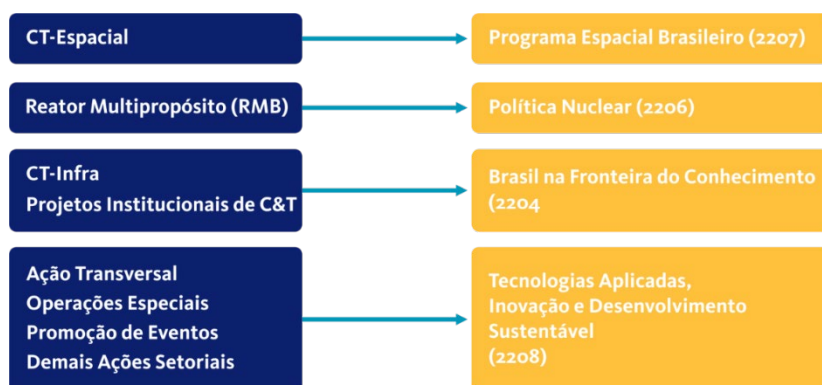 CT-Espacial
Programa Espacial Brasileiro (2207)
Reator Multipropósito (RMB)
Política Nuclear (2206)
CT-Infra
Projetos Institucionais de C&T
Brasil na Fronteira do Conhecimento
(2204
Ação Transversal
Operações Especiais
Promoção de Eventos
Demais Ações Setoriais
Tecnologias Aplicadas,
Inovação e Desenvolvimento
Sustentável
(2208)